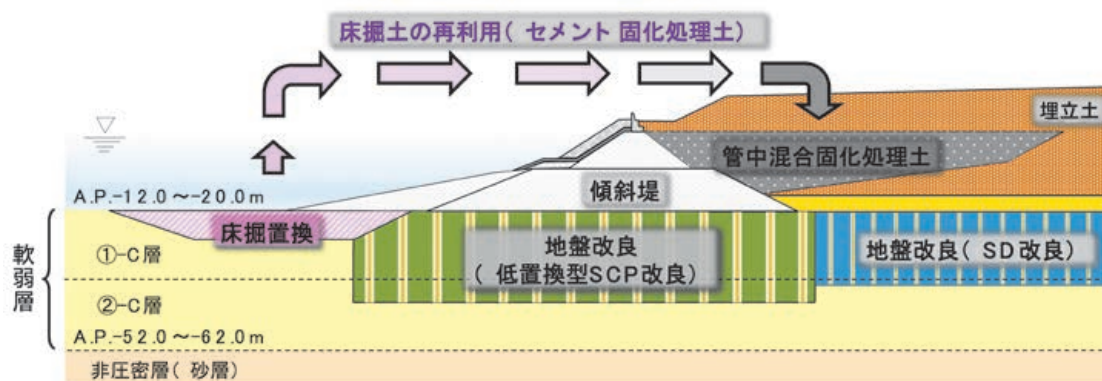 床掘土の再利用( セメント 固化処理土)
埋立土
管中混合固化処理土
A.P.-12.0～-20.0m
傾斜堤
床掘置換
軟弱層
①-C層
地盤改良
( 低置換型SCP改良)
地盤改良( SD改良)
②-C層
A.P.-52.0～-62.0m
非圧密層( 砂層)